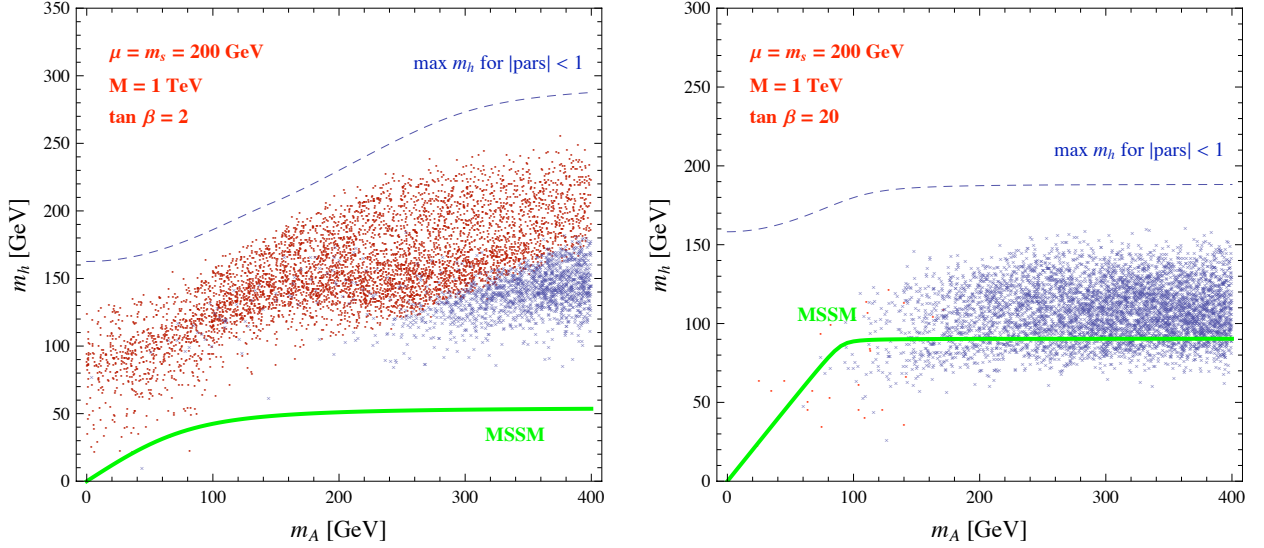 350
300
250
200
150
100
50
0
m_h [GeV]
μ = m_s = 200 GeV
M = 1 TeV
tan β = 2
max m_h for |pars| < 1
MSSM
0 100 200 300 400
m_A [GeV]
300
250
200
150
100
50
0
m_h [GeV]
μ = m_s = 200 GeV
M = 1 TeV
tan β = 20
max m_h for |pars| < 1
MSSM
0 100 200 300 400
m_A [GeV]